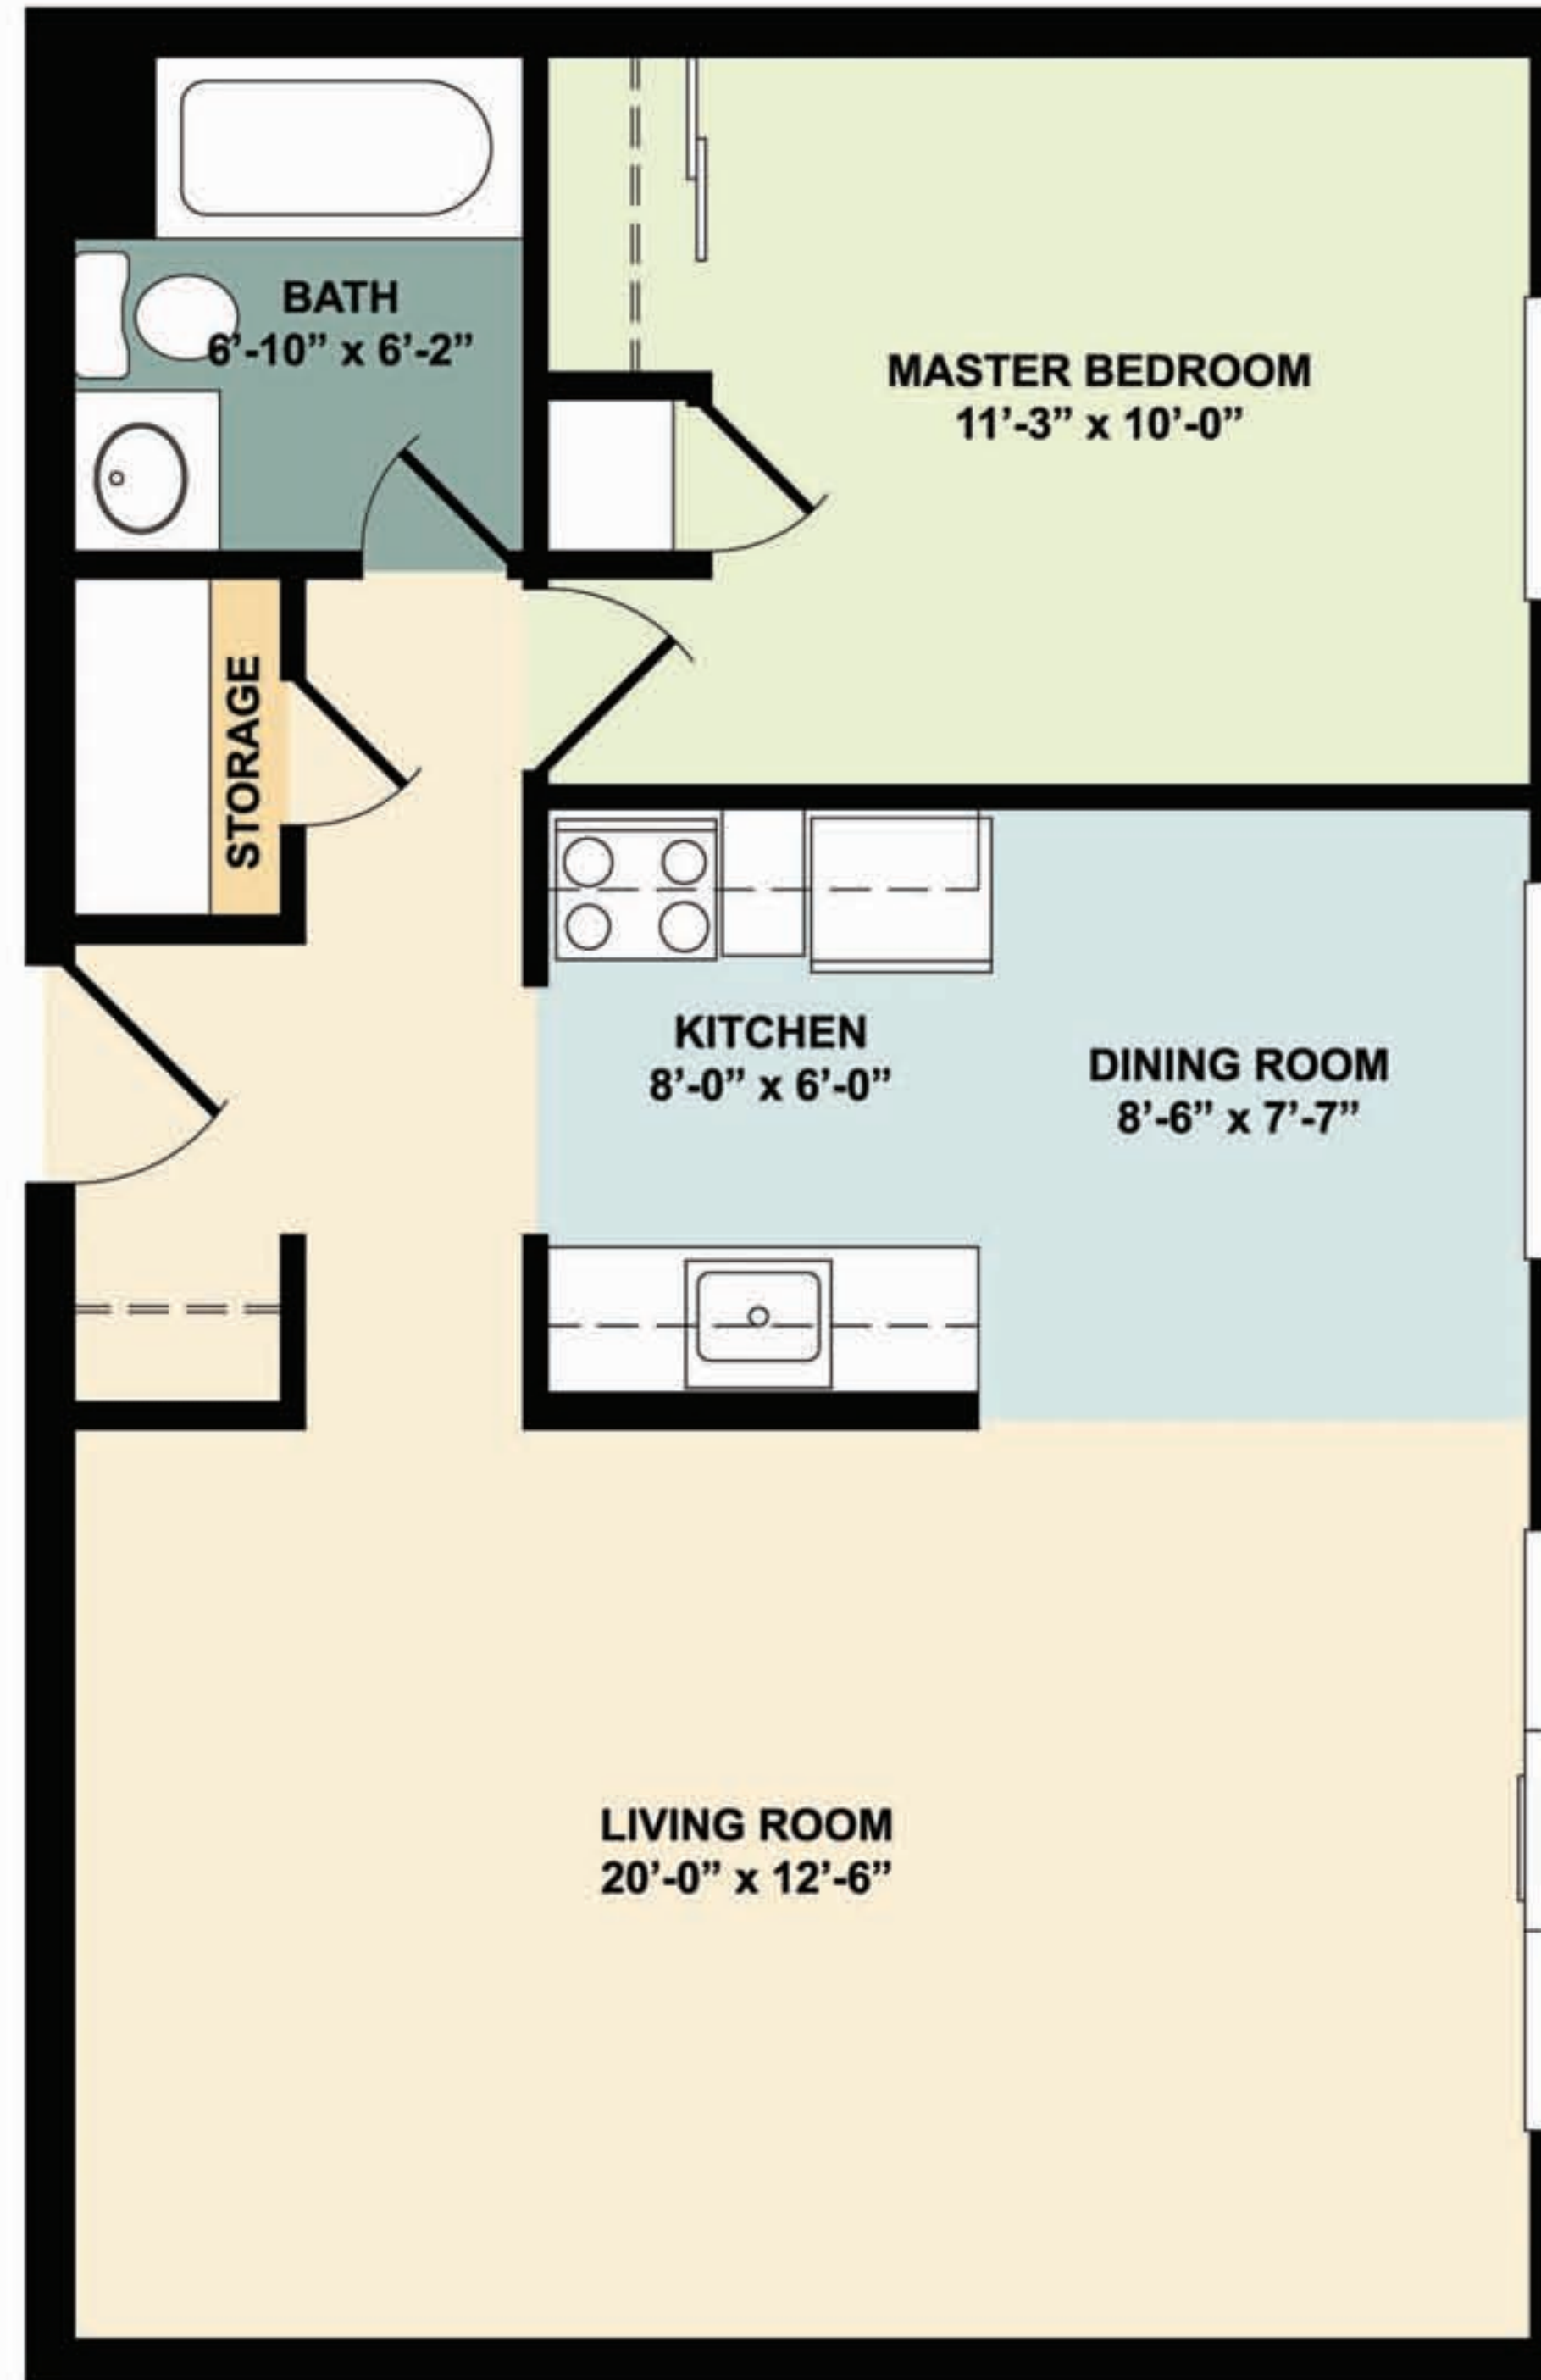 BATH
6’-10” x 6’-2”
MASTER BEDROOM
11’-3” x 10’-0”
STORAGE
KITCHEN
8’-0” x 6’-0”
DINING ROOM
8’-6” x 7’-7”
LIVING ROOM
20’-0” x 12’-6”